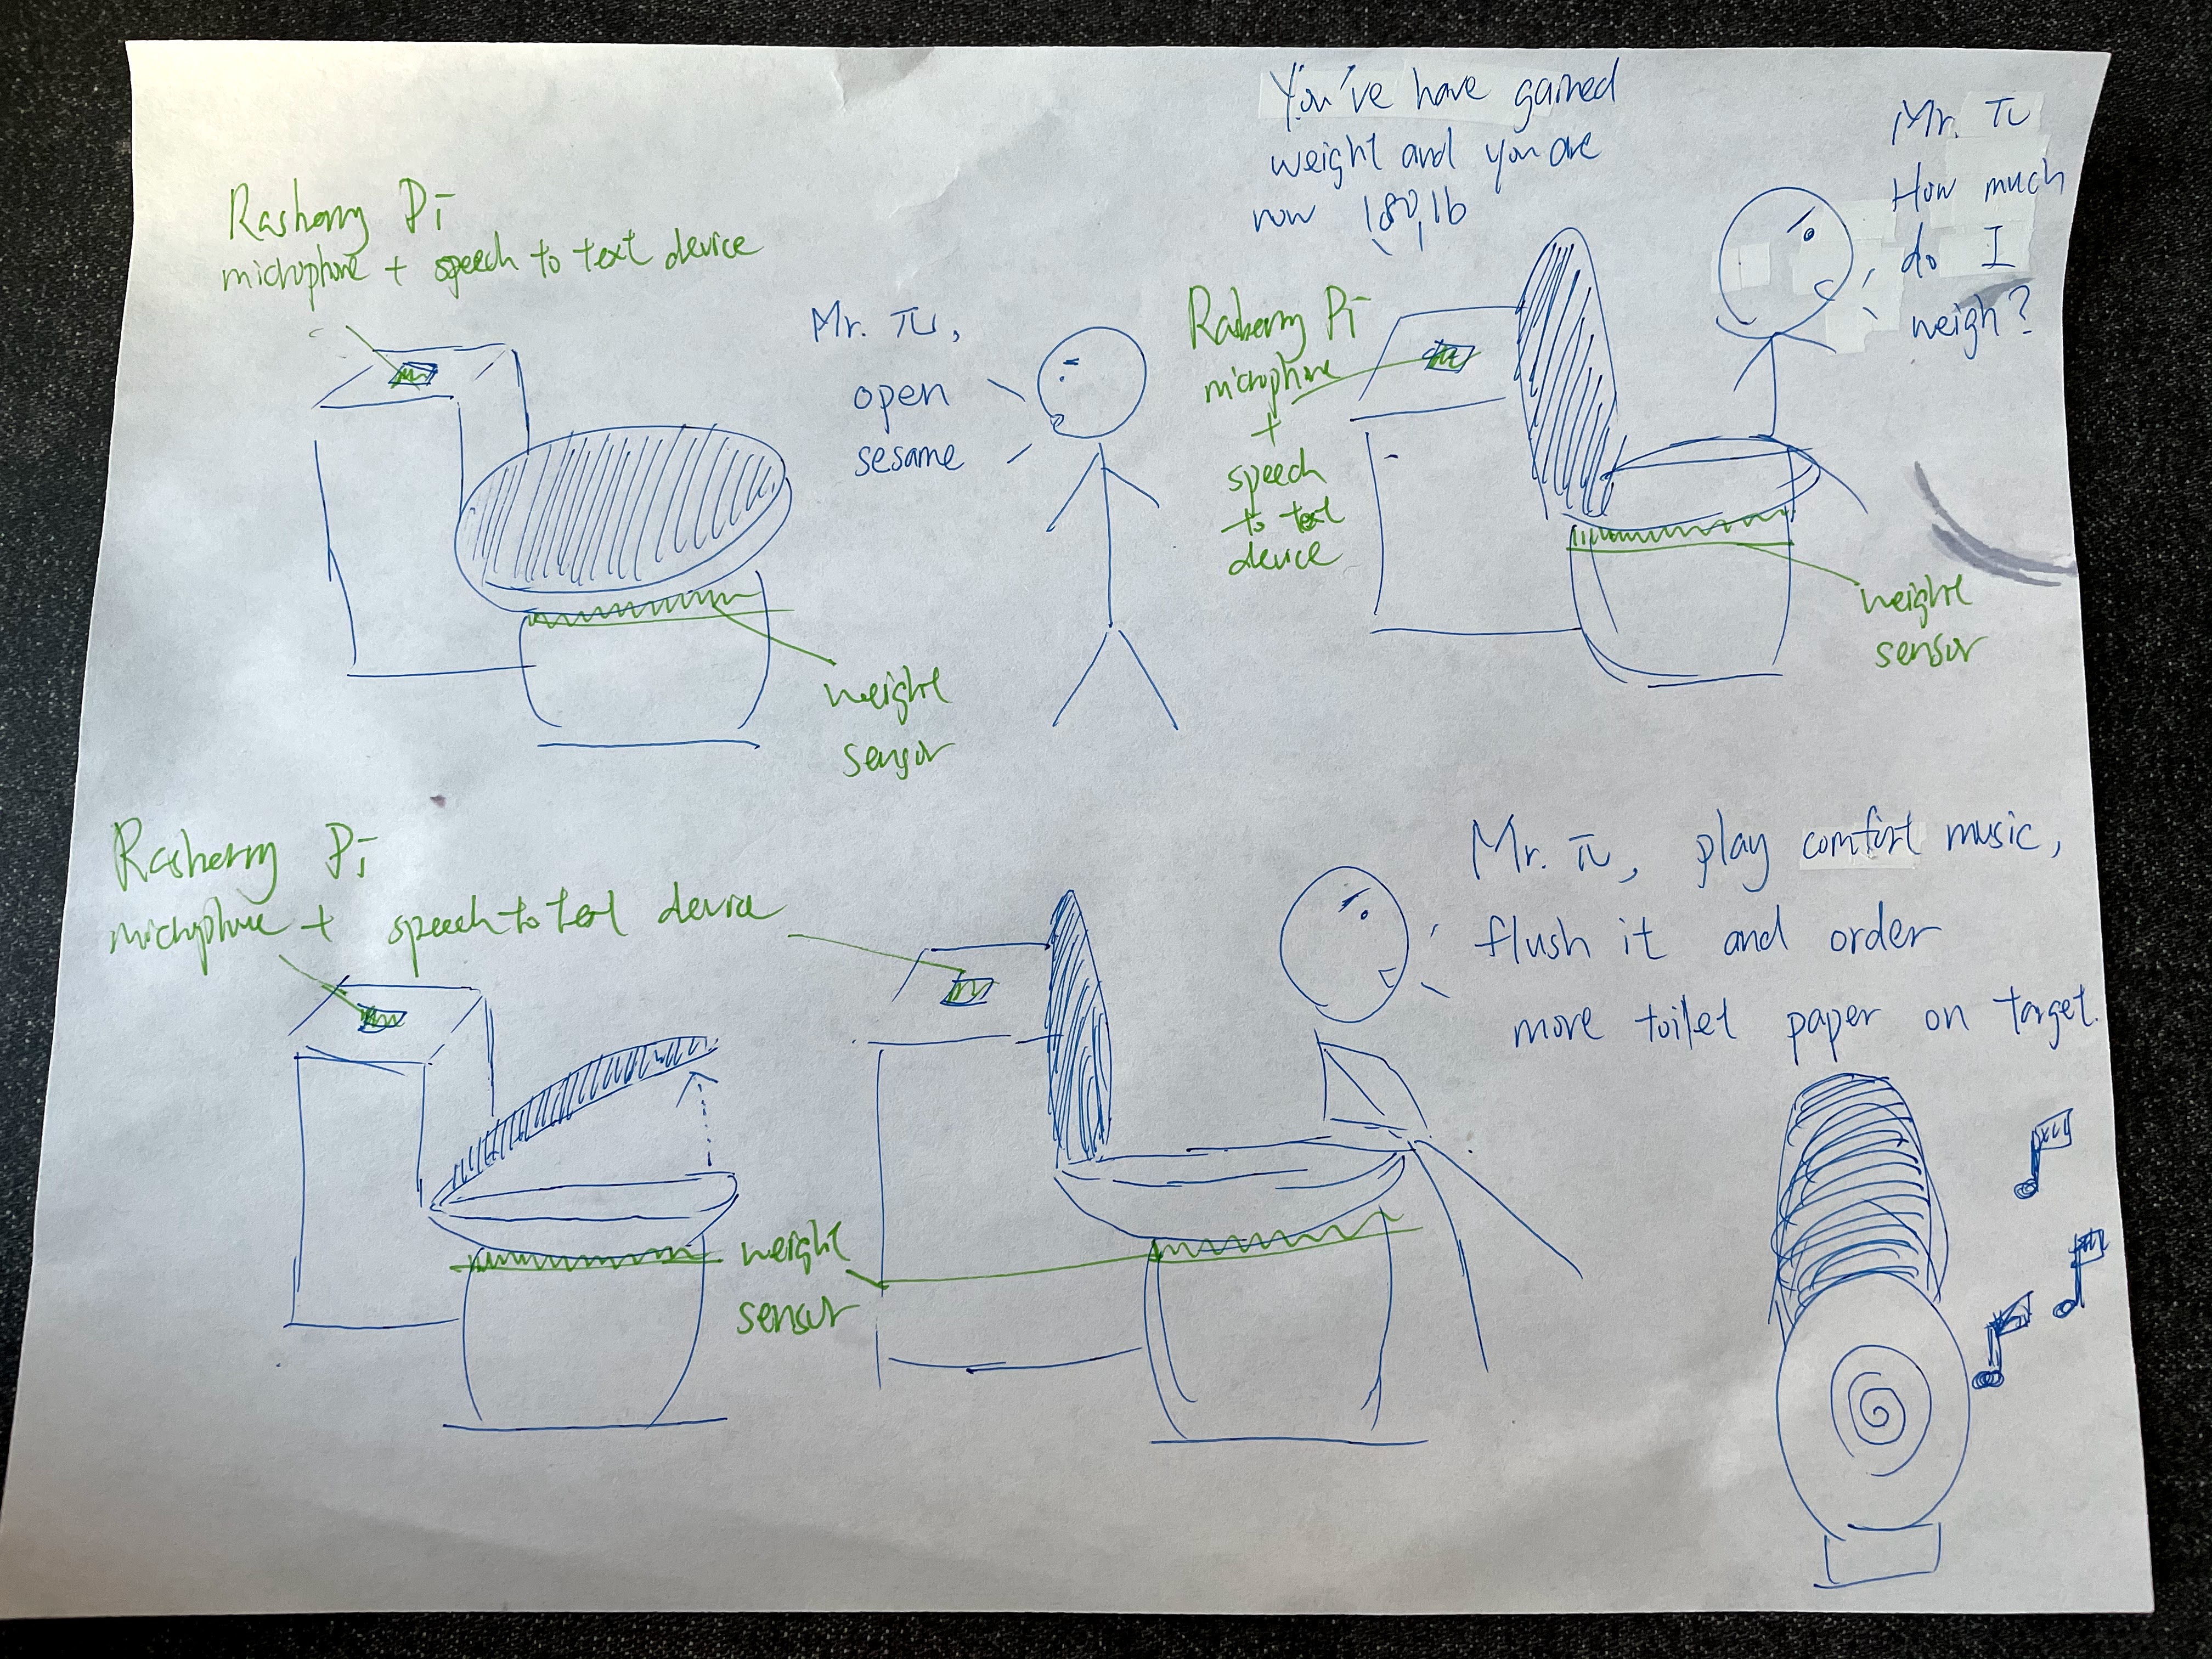 Rasberry Pi
microphone + speech to text device
Mr. π,
open
sesame
weight
sensor
You've have gained
weight and you are
now 180 lb
Mr. π
How much
do I
weigh?
Rasberry Pi
microphone
+
speech
to text
device
weight
sensor
Rasberry Pi
microphone + speech to text device
weight
sensor
Mr. π, play comfort music,
flush it and order
more toilet paper on target.